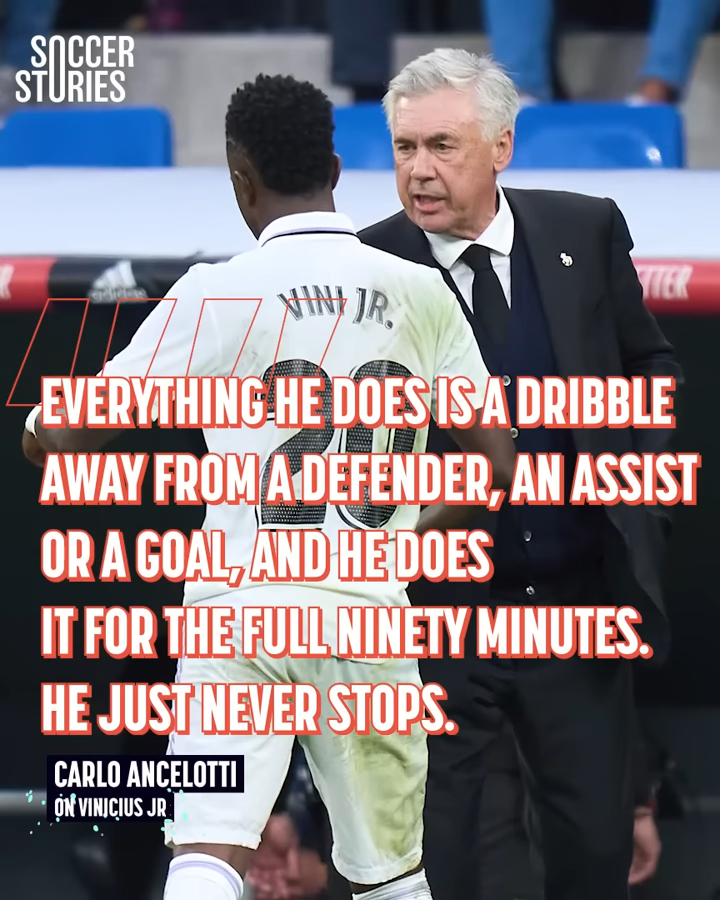 SOCCER
STORIES
adidas
VINI JR.
20
EVERYTHING HE DOES IS A DRIBBLE
AWAY FROM A DEFENDER, AN ASSIST
OR A GOAL, AND HE DOES
IT FOR THE FULL NINETY MINUTES.
HE JUST NEVER STOPS.
CARLO ANCELOTTI
ON VINICIUS JR